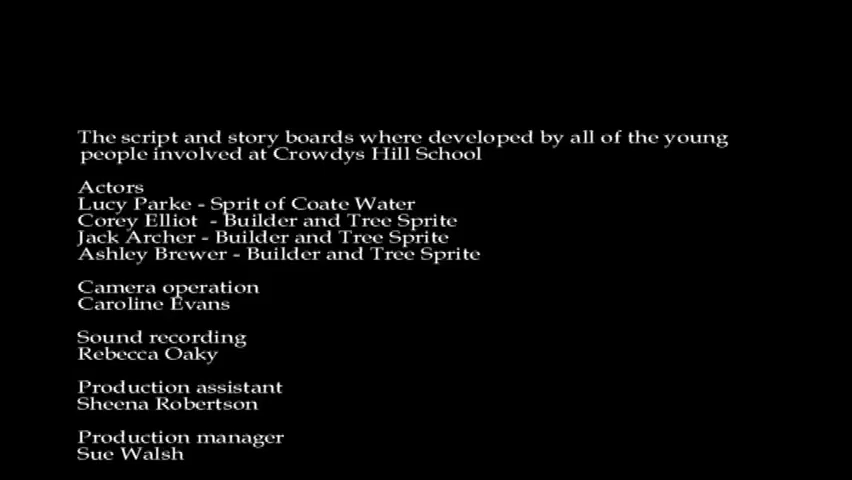 The script and story boards where developed by all of the young
people involved at Crowdys Hill School
Actors
Lucy Parke - Sprit of Coate Water
Corey Elliot - Builder and Tree Sprite
Jack Archer - Builder and Tree Sprite
Ashley Brewer - Builder and Tree Sprite
Camera operation
Caroline Evans
Sound recording
Rebecca Oaky
Production assistant
Sheena Robertson
Production manager
Sue Walsh